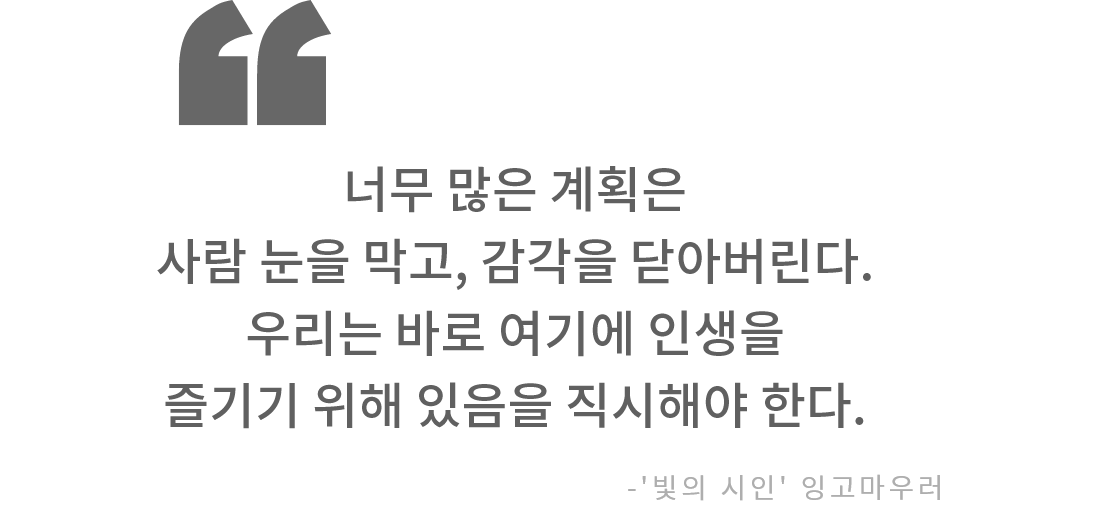 ❝
너무 많은 계획은
사람 눈을 막고, 감각을 닫아버린다.
우리는 바로 여기에 인생을
즐기기 위해 있음을 직시해야 한다.
-'빛의 시인' 잉고마우러